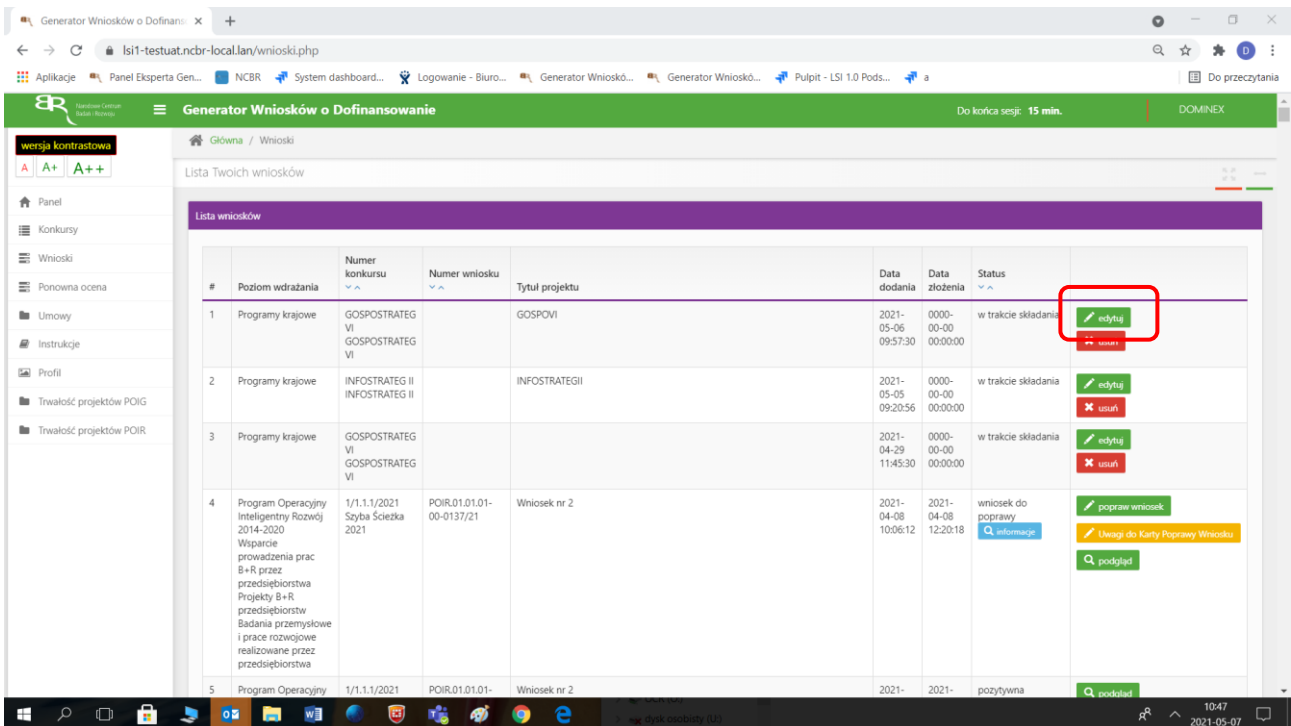 Generator Wniosków o Dofinans
lsi1-testuat.ncbr-local.lan/wnioski.php
D
Aplikacje Panel Eksperta Gen... NCBR System dashboard... Logowanie - Biuro... Generator Wnioskó... Generator Wnioskó... Pulpit - LSI 1.0 Pods... a Do przeczytania
Narodowe Centrum
Badań i Rozwoju
Generator Wniosków o Dofinansowanie
Do końca sesji: 15 min.
DOMINEX
wersja kontrastowa
A A+ A++
Panel
Konkursy
Wnioski
Ponowna ocena
Umowy
Instrukcje
Profil
Trwałość projektów POIG
Trwałość projektów POIR
Główna / Wnioski
Lista Twoich wniosków
Lista wniosków
# Poziom wdrażania Numer konkursu Numer wniosku Tytuł projektu Data dodania Data złożenia Status
1 Programy krajowe GOSPOSTRATEG VI GOSPOSTRATEG VI GOSPOVI 2021-05-06 09:57:30 0000-00-00 00:00:00 w trakcie składania edytuj usuń
2 Programy krajowe INFOSTRATEG II INFOSTRATEG II INFOSTRATEGII 2021-05-05 09:20:56 0000-00-00 00:00:00 w trakcie składania edytuj usuń
3 Programy krajowe GOSPOSTRATEG VI GOSPOSTRATEG VI 2021-04-29 11:45:30 0000-00-00 00:00:00 w trakcie składania edytuj usuń
4 Program Operacyjny Inteligentny Rozwój 2014-2020 Wsparcie prowadzenia prac B+R przez przedsiębiorstwa Projekty B+R przedsiębiorstw Badania przemysłowe i prace rozwojowe realizowane przez przedsiębiorstwa 1/1.1.1/2021 Szyba Ścieżka 2021 POIR.01.01.01-00-0137/21 Wniosek nr 2 2021-04-08 10:06:12 2021-04-08 12:20:18 wniosek do poprawy informacje popraw wniosek Uwagi do Karty Poprawy Wniosku podgląd
5 Program Operacyjny 1/1.1.1/2021 POIR.01.01.01- Wniosek nr 2 2021- 2021- pozytywna podgląd
dysk osobisty (U:)
10:47
2021-05-07